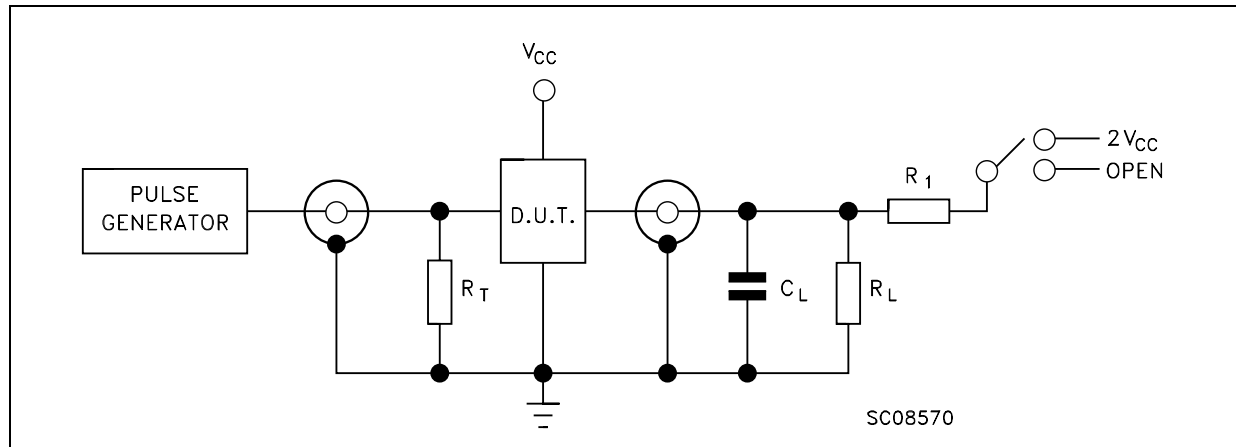 VCC
2VCC
OPEN
R1
PULSE
GENERATOR
D.U.T.
RT
CL
RL
SC08570